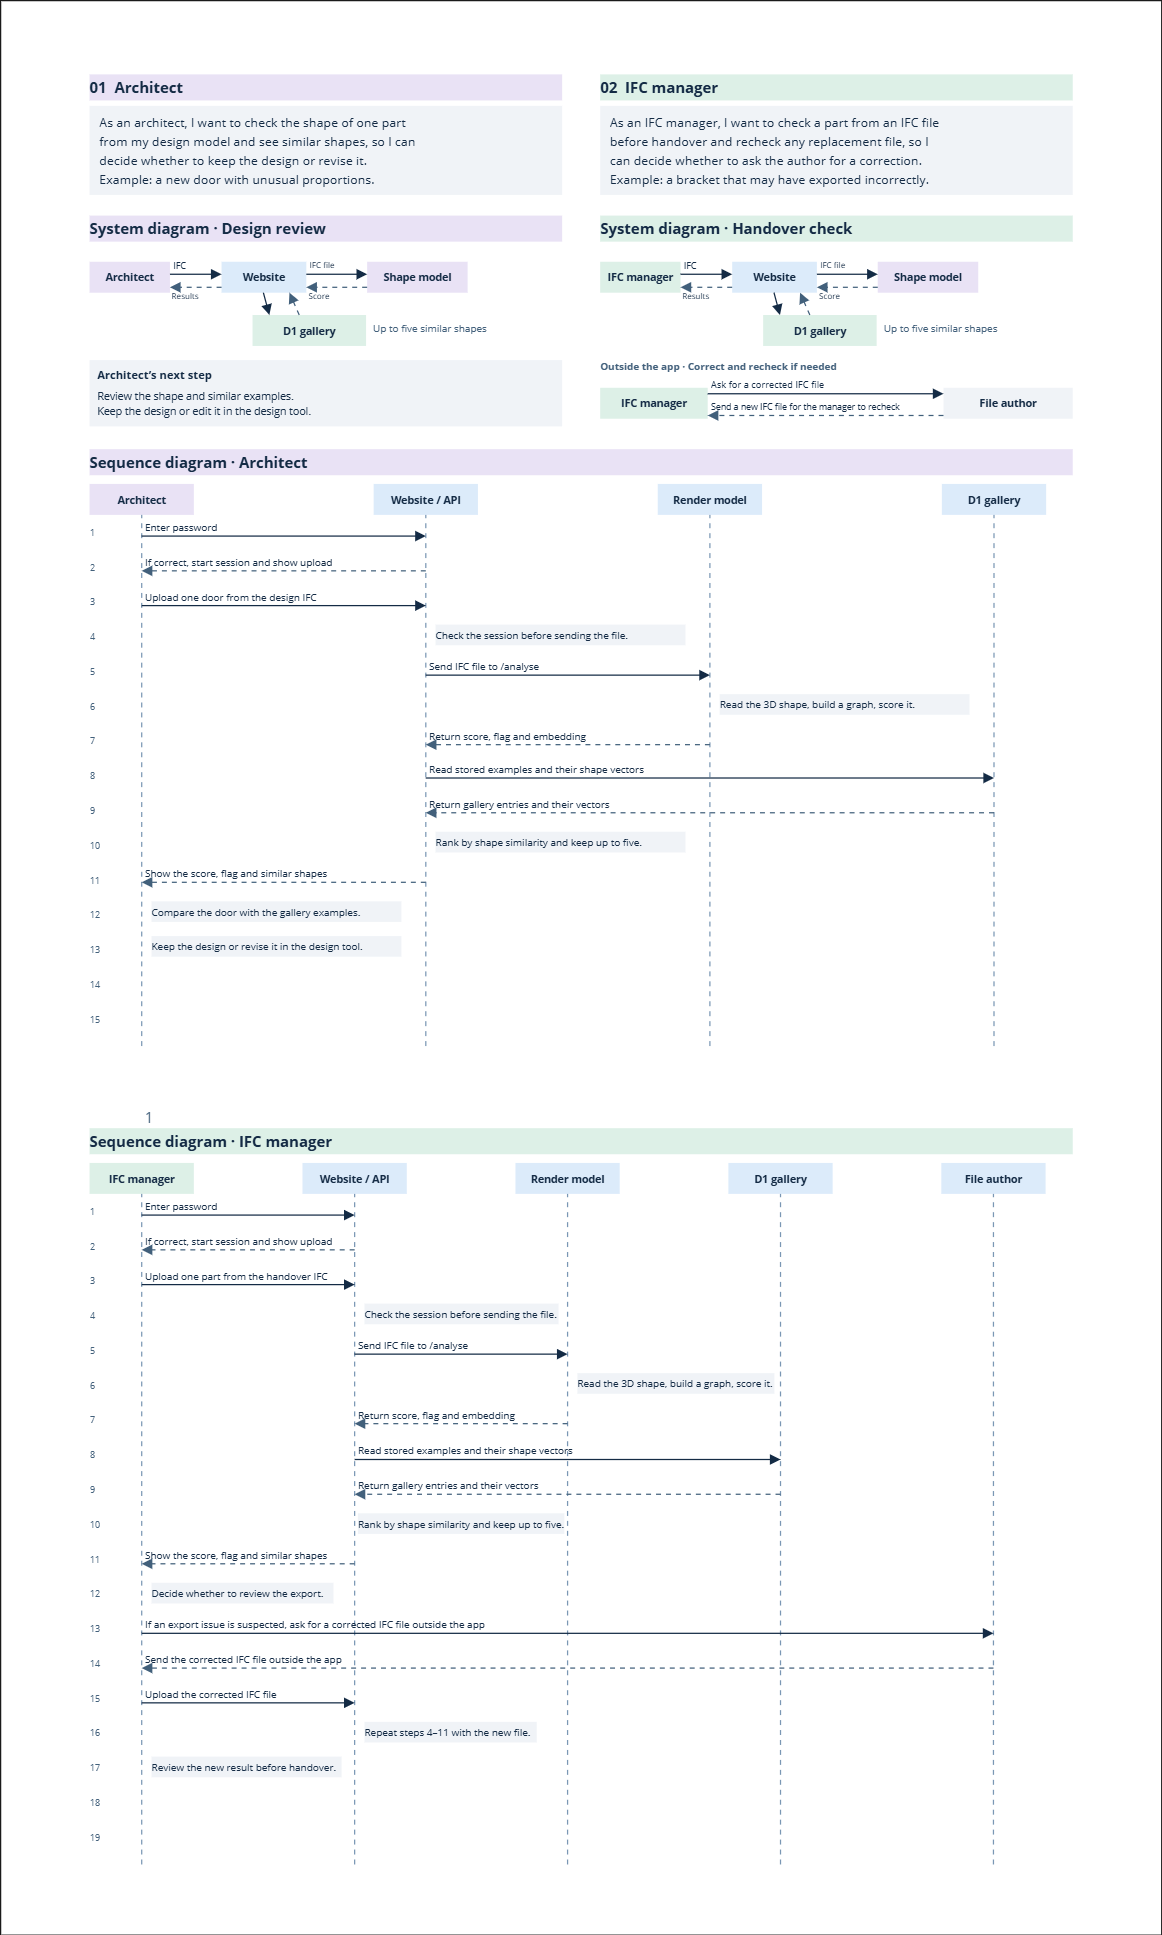 01 Architect
As an architect, I want to check the shape of one part
from my design model and see similar shapes, so I can
decide whether to keep the design or revise it.
Example: a new door with unusual proportions.
02 IFC manager
As an IFC manager, I want to check a part from an IFC file
before handover and recheck any replacement file, so I
can decide whether to ask the author for a correction.
Example: a bracket that may have exported incorrectly.
System diagram · Design review
Architect
IFC
Results
Website
IFC file
Score
Shape model
D1 gallery
Up to five similar shapes
Architect’s next step
Review the shape and similar examples.
Keep the design or edit it in the design tool.
System diagram · Handover check
IFC manager
IFC
Results
Website
IFC file
Score
Shape model
D1 gallery
Up to five similar shapes
Outside the app · Correct and recheck if needed
IFC manager
Ask for a corrected IFC file
Send a new IFC file for the manager to recheck
File author
Sequence diagram · Architect
Architect
Website / API
Render model
D1 gallery
1 Enter password
2 If correct, start session and show upload
3 Upload one door from the design IFC
4 Check the session before sending the file.
5 Send IFC file to /analyse
6 Read the 3D shape, build a graph, score it.
7 Return score, flag and embedding
8 Read stored examples and their shape vectors
9 Return gallery entries and their vectors
10 Rank by shape similarity and keep up to five.
11 Show the score, flag and similar shapes
12 Compare the door with the gallery examples.
13 Keep the design or revise it in the design tool.
14
15
1
Sequence diagram · IFC manager
IFC manager
Website / API
Render model
D1 gallery
File author
1 Enter password
2 If correct, start session and show upload
3 Upload one part from the handover IFC
4 Check the session before sending the file.
5 Send IFC file to /analyse
6 Read the 3D shape, build a graph, score it.
7 Return score, flag and embedding
8 Read stored examples and their shape vectors
9 Return gallery entries and their vectors
10 Rank by shape similarity and keep up to five.
11 Show the score, flag and similar shapes
12 Decide whether to review the export.
13 If an export issue is suspected, ask for a corrected IFC file outside the app
14 Send the corrected IFC file outside the app
15 Upload the corrected IFC file
16 Repeat steps 4–11 with the new file.
17 Review the new result before handover.
18
19